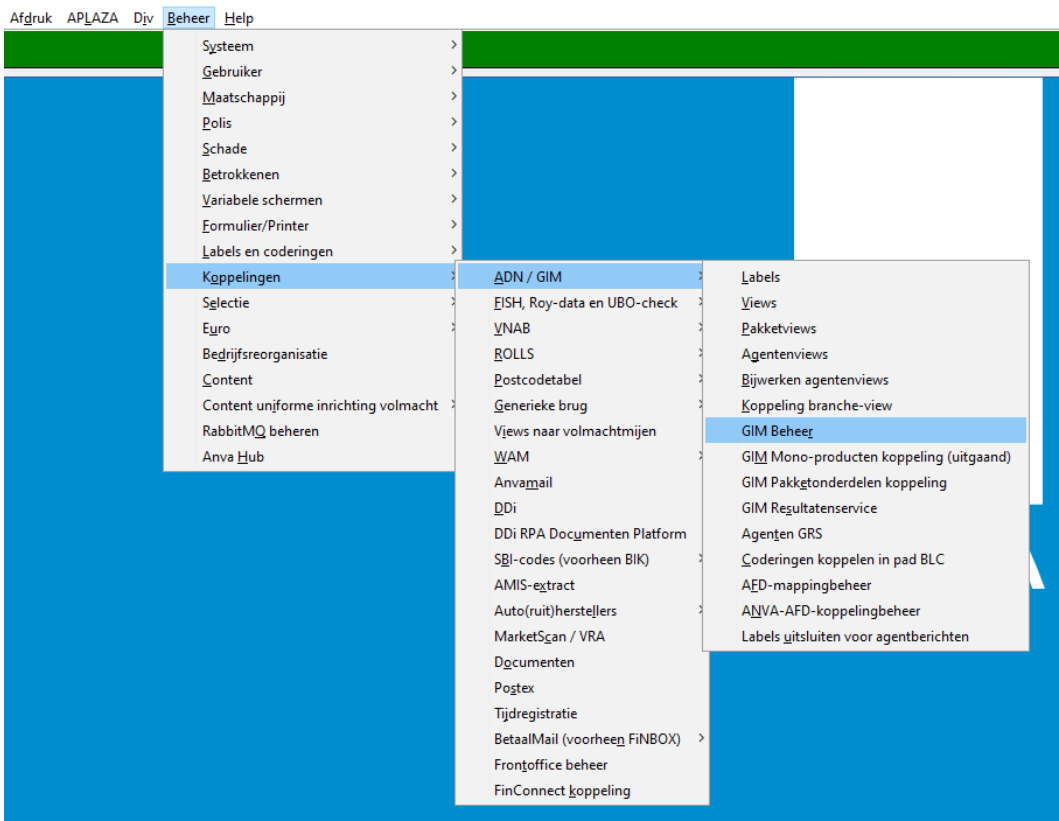 Afdruk APLAZA Div Beheer Help
Systeem
Gebruiker
Maatschappij
Polis
Schade
Betrokkenen
Variabele schermen
Formulier/Printer
Labels en coderingen
Koppelingen
Selectie
Euro
Bedrijfsreorganisatie
Content
Content uniforme inrichting volmacht
RabbitMQ beheren
Anva Hub
ADN / GIM
FISH, Roy-data en UBO-check
VNAB
ROLLS
Postcodetabel
Generieke brug
Views naar volmachtmijen
WAM
Anvamail
DDi
DDi RPA Documenten Platform
SBI-codes (voorheen BIK)
AMIS-extract
Auto(ruit)herstellers
MarketScan / VRA
Documenten
Postex
Tijdregistratie
BetaalMail (voorheen FiNBOX)
Frontoffice beheer
FinConnect koppeling
Labels
Views
Pakketviews
Agentenviews
Bijwerken agentenviews
Koppeling branche-view
GIM Beheer
GIM Mono-producten koppeling (uitgaand)
GIM Pakketonderdelen koppeling
GIM Resultatenservice
Agenten GRS
Coderingen koppelen in pad BLC
AFD-mappingbeheer
ANVA-AFD-koppelingbeheer
Labels uitsluiten voor agentberichten